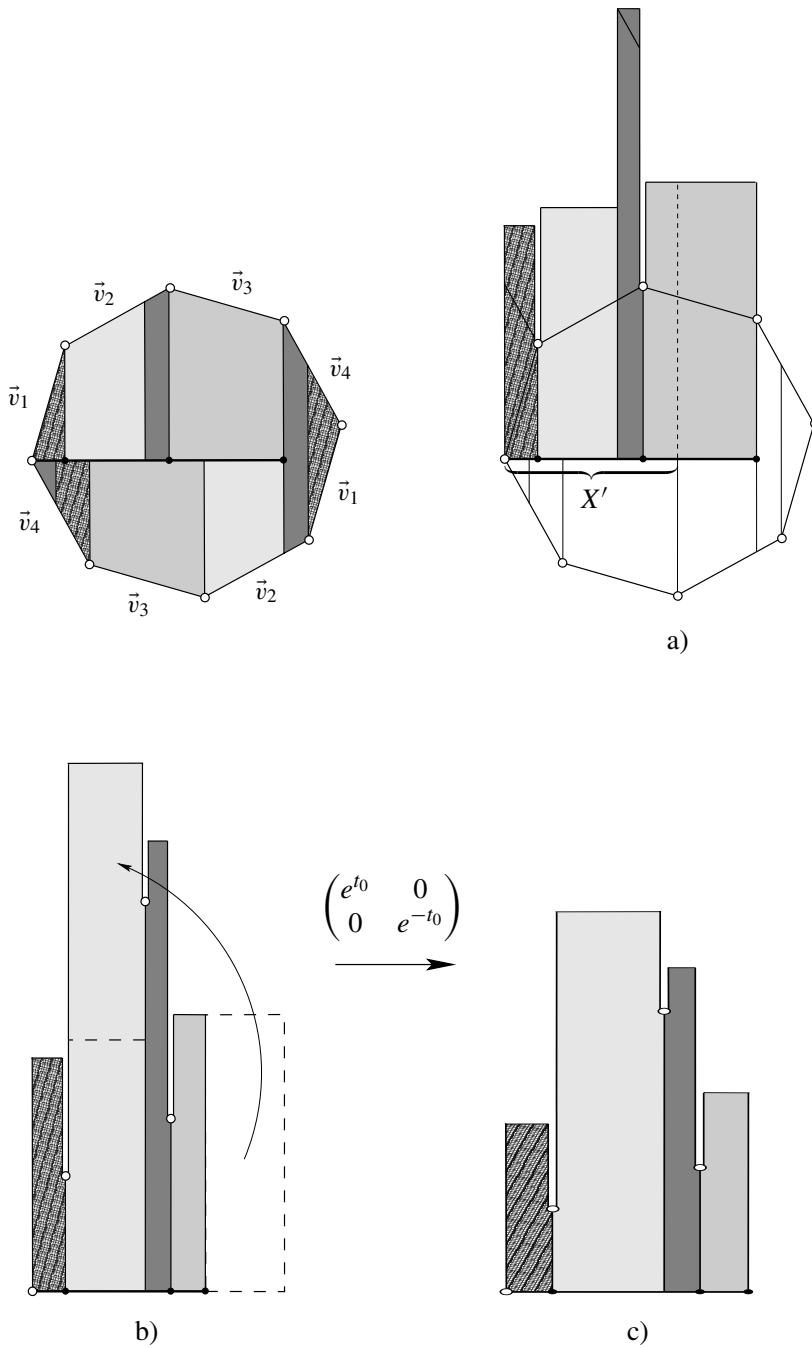 v⃗₂
v⃗₃
v⃗₁
v⃗₄
v⃗₄
v⃗₁
v⃗₃
v⃗₂
X′
a)
(e^{t₀} 0
0 e^{-t₀})
b)
c)